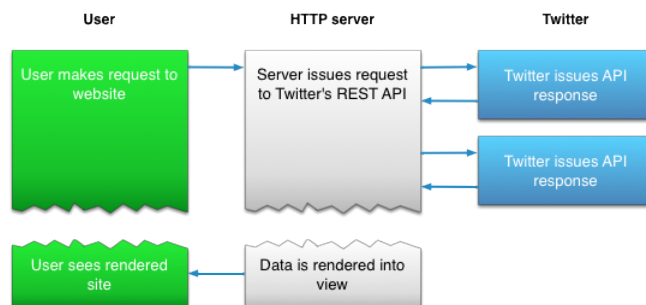 User
HTTP server
Twitter
User makes request to
website
Server issues request
to Twitter's REST API
Twitter issues API
response
Twitter issues API
response
User sees rendered
site
Data is rendered into
view